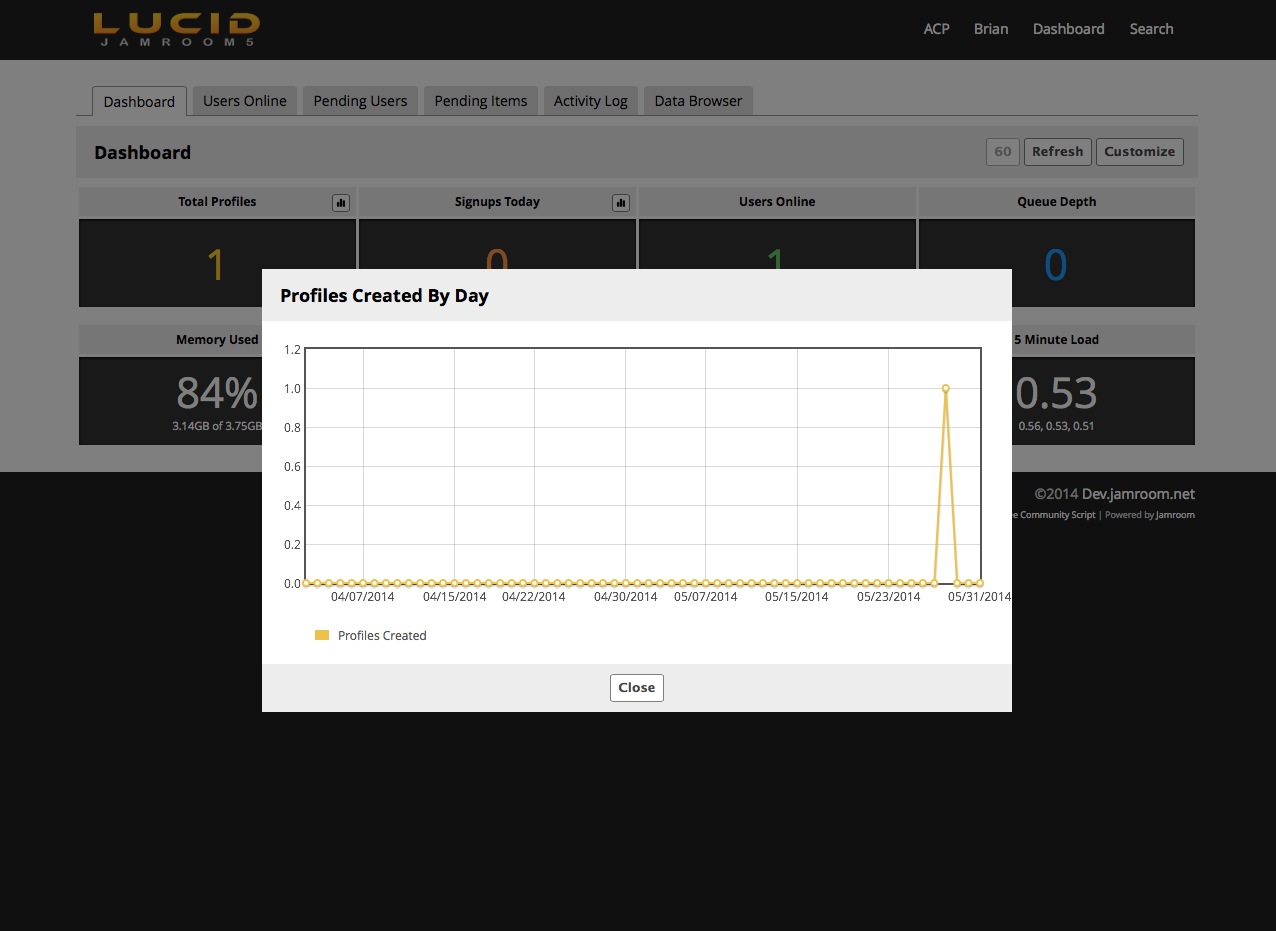 LUCID
JAMROOM5
ACP Brian Dashboard Search
Dashboard Users Online Pending Users Pending Items Activity Log Data Browser
Dashboard
60 Refresh Customize
Total Profiles Signups Today Users Online Queue Depth
1 0 1 0
Profiles Created By Day
Memory Used 5 Minute Load
84% 0.53
3.14GB of 3.75GB 0.56, 0.53, 0.51
1.2
1.0
0.8
0.6
0.4
0.2
0.0
04/07/2014 04/15/2014 04/22/2014 04/30/2014 05/07/2014 05/15/2014 05/23/2014 05/31/2014
Profiles Created
Close
©2014 Dev.jamroom.net
Community Script | Powered by Jamroom